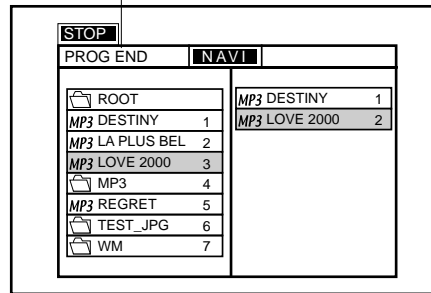 STOP
PROG END NAVI
ROOT
MP3 DESTINY 1
MP3 LA PLUS BEL 2
MP3 LOVE 2000 3
MP3 4
MP3 REGRET 5
TEST_JPG 6
WM 7
MP3 DESTINY 1
MP3 LOVE 2000 2